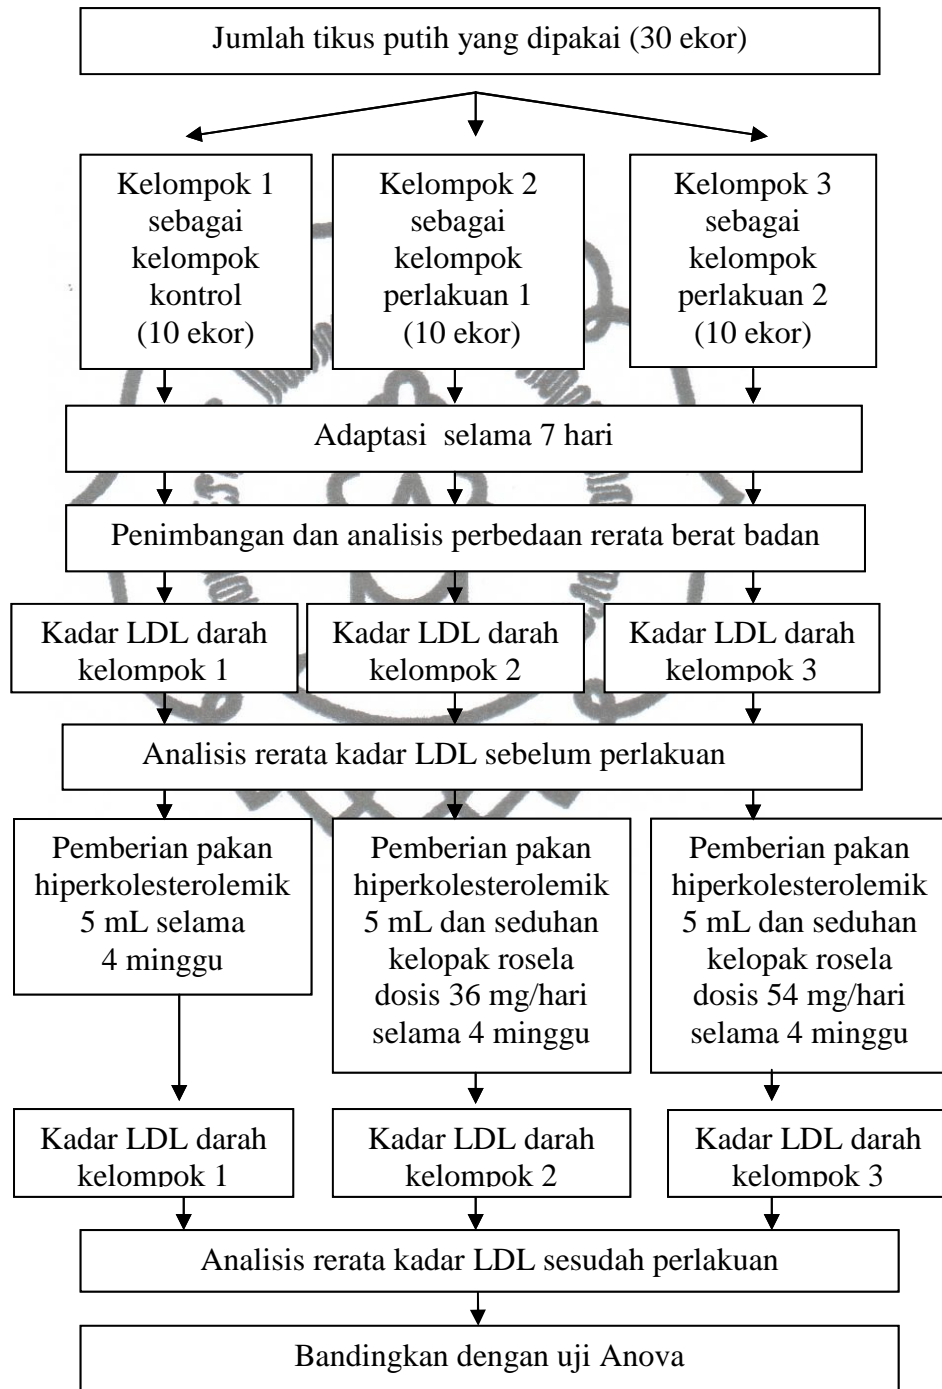 Jumlah tikus putih yang dipakai (30 ekor)
Kelompok 1
sebagai
kelompok
kontrol
(10 ekor)
Kelompok 2
sebagai
kelompok
perlakuan 1
(10 ekor)
Kelompok 3
sebagai
kelompok
perlakuan 2
(10 ekor)
Adaptasi selama 7 hari
Penimbangan dan analisis perbedaan rerata berat badan
Kadar LDL darah
kelompok 1
Kadar LDL darah
kelompok 2
Kadar LDL darah
kelompok 3
Analisis rerata kadar LDL sebelum perlakuan
Pemberian pakan
hiperkolesterolemik
5 mL selama
4 minggu
Pemberian pakan
hiperkolesterolemik
5 mL dan seduhan
kelopak rosela
dosis 36 mg/hari
selama 4 minggu
Pemberian pakan
hiperkolesterolemik
5 mL dan seduhan
kelopak rosela
dosis 54 mg/hari
selama 4 minggu
Kadar LDL darah
kelompok 1
Kadar LDL darah
kelompok 2
Kadar LDL darah
kelompok 3
Analisis rerata kadar LDL sesudah perlakuan
Bandingkan dengan uji Anova